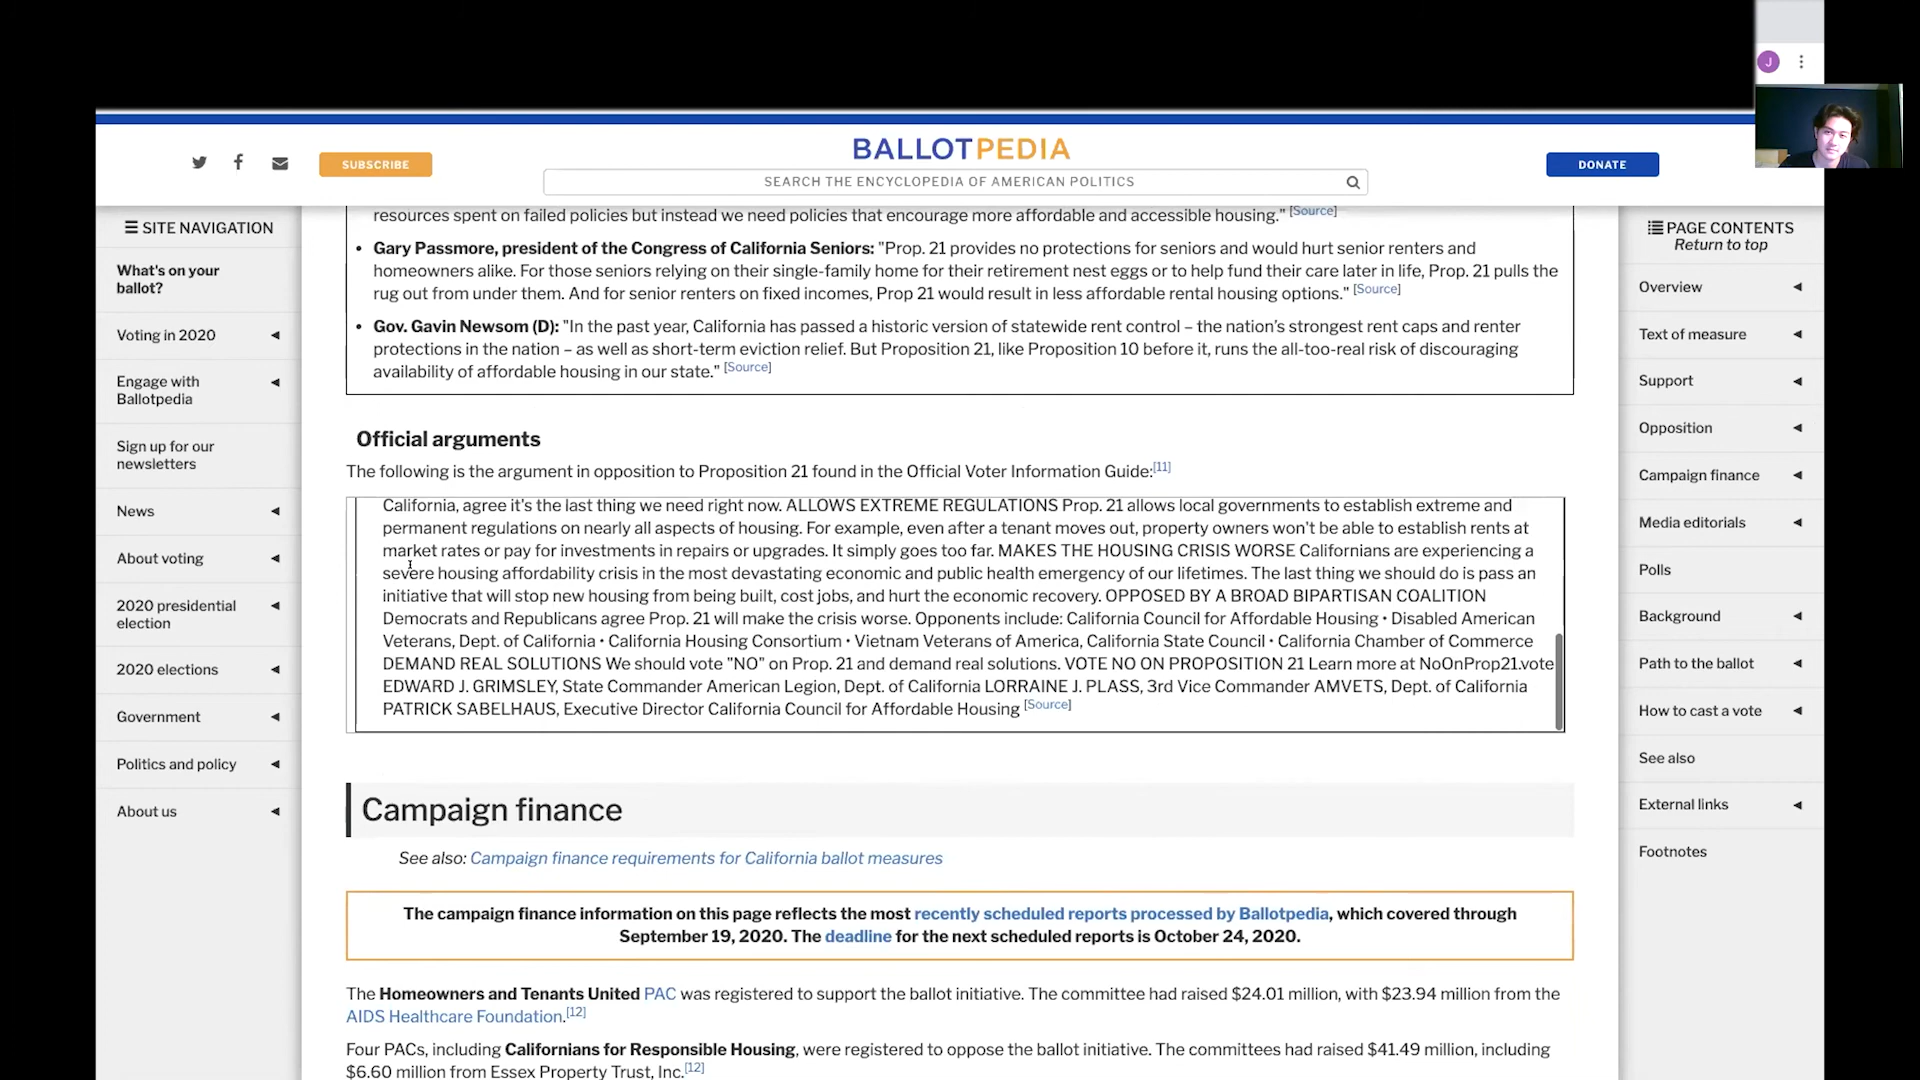 J
BALLOTPEDIA
SUBSCRIBE
DONATE
SEARCH THE ENCYCLOPEDIA OF AMERICAN POLITICS
SITE NAVIGATION
What's on your
ballot?
Voting in 2020
Engage with
Ballotpedia
Sign up for our
newsletters
News
About voting
2020 presidential
election
2020 elections
Government
Politics and policy
About us
resources spent on failed policies but instead we need policies that encourage more affordable and accessible housing." [Source]
• Gary Passmore, president of the Congress of California Seniors: "Prop. 21 provides no protections for seniors and would hurt senior renters and
homeowners alike. For those seniors relying on their single-family home for their retirement nest eggs or to help fund their care later in life, Prop. 21 pulls the
rug out from under them. And for senior renters on fixed incomes, Prop 21 would result in less affordable rental housing options." [Source]
• Gov. Gavin Newsom (D): "In the past year, California has passed a historic version of statewide rent control – the nation's strongest rent caps and renter
protections in the nation – as well as short-term eviction relief. But Proposition 21, like Proposition 10 before it, runs the all-too-real risk of discouraging
availability of affordable housing in our state." [Source]
Official arguments
The following is the argument in opposition to Proposition 21 found in the Official Voter Information Guide:[11]
California, agree it's the last thing we need right now. ALLOWS EXTREME REGULATIONS Prop. 21 allows local governments to establish extreme and
permanent regulations on nearly all aspects of housing. For example, even after a tenant moves out, property owners won't be able to establish rents at
market rates or pay for investments in repairs or upgrades. It simply goes too far. MAKES THE HOUSING CRISIS WORSE Californians are experiencing a
severe housing affordability crisis in the most devastating economic and public health emergency of our lifetimes. The last thing we should do is pass an
initiative that will stop new housing from being built, cost jobs, and hurt the economic recovery. OPPOSED BY A BROAD BIPARTISAN COALITION
Democrats and Republicans agree Prop. 21 will make the crisis worse. Opponents include: California Council for Affordable Housing • Disabled American
Veterans, Dept. of California • California Housing Consortium • Vietnam Veterans of America, California State Council • California Chamber of Commerce
DEMAND REAL SOLUTIONS We should vote "NO" on Prop. 21 and demand real solutions. VOTE NO ON PROPOSITION 21 Learn more at NoOnProp21.vote
EDWARD J. GRIMSLEY, State Commander American Legion, Dept. of California LORRAINE J. PLASS, 3rd Vice Commander AMVETS, Dept. of California
PATRICK SABELHAUS, Executive Director California Council for Affordable Housing [Source]
Campaign finance
See also: Campaign finance requirements for California ballot measures
The campaign finance information on this page reflects the most recently scheduled reports processed by Ballotpedia, which covered through
September 19, 2020. The deadline for the next scheduled reports is October 24, 2020.
The Homeowners and Tenants United PAC was registered to support the ballot initiative. The committee had raised $24.01 million, with $23.94 million from the
AIDS Healthcare Foundation.[12]
Four PACs, including Californians for Responsible Housing, were registered to oppose the ballot initiative. The committees had raised $41.49 million, including
$6.60 million from Essex Property Trust, Inc.[12]
PAGE CONTENTS
Return to top
Overview
Text of measure
Support
Opposition
Campaign finance
Media editorials
Polls
Background
Path to the ballot
How to cast a vote
See also
External links
Footnotes